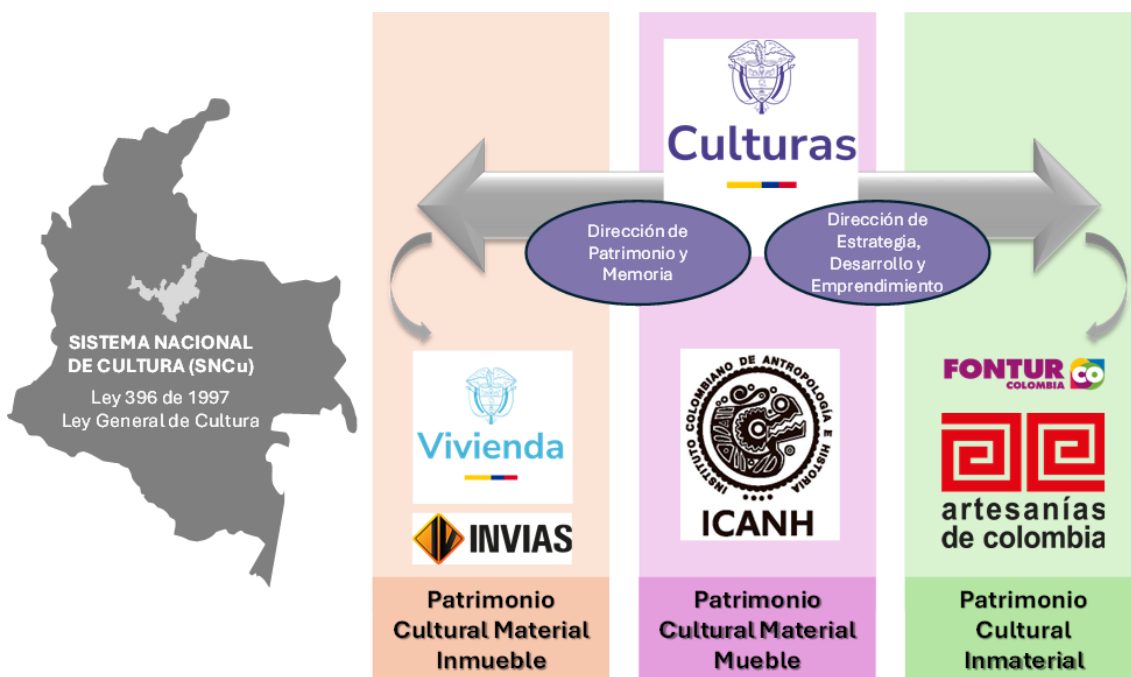 SISTEMA NACIONAL
DE CULTURA (SNCu)
Ley 396 de 1997
Ley General de Cultura
Culturas
Dirección de
Patrimonio y
Memoria
Dirección de
Estrategia,
Desarrollo y
Emprendimiento
Vivienda
INVIAS
INSTITUTO COLOMBIANO DE ANTROPOLOGÍA E HISTORIA
ICANH
FONTUR CO
COLOMBIA
artesanías
de colombia
Patrimonio
Cultural Material
Inmueble
Patrimonio
Cultural Material
Mueble
Patrimonio
Cultural
Inmaterial